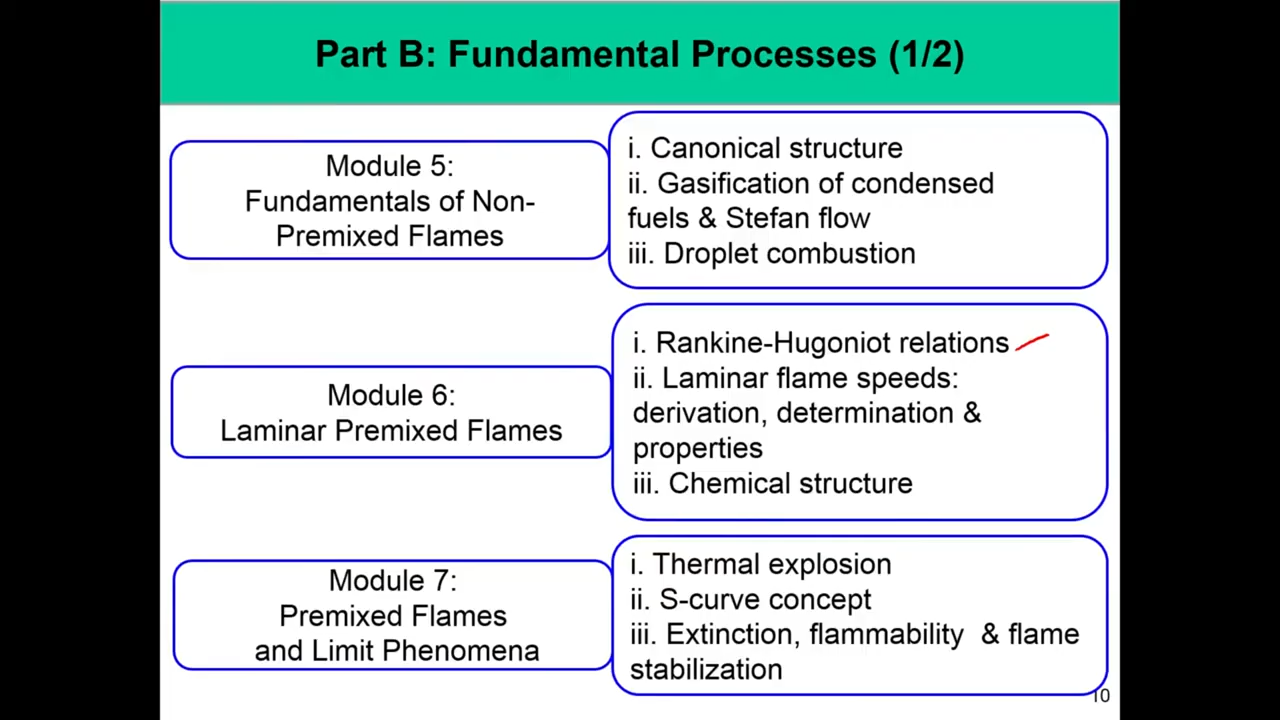 Part B: Fundamental Processes (1/2)
Module 5:
Fundamentals of Non-
Premixed Flames
i. Canonical structure
ii. Gasification of condensed
fuels & Stefan flow
iii. Droplet combustion
Module 6:
Laminar Premixed Flames
i. Rankine-Hugoniot relations
ii. Laminar flame speeds:
derivation, determination &
properties
iii. Chemical structure
Module 7:
Premixed Flames
and Limit Phenomena
i. Thermal explosion
ii. S-curve concept
iii. Extinction, flammability & flame
stabilization
10